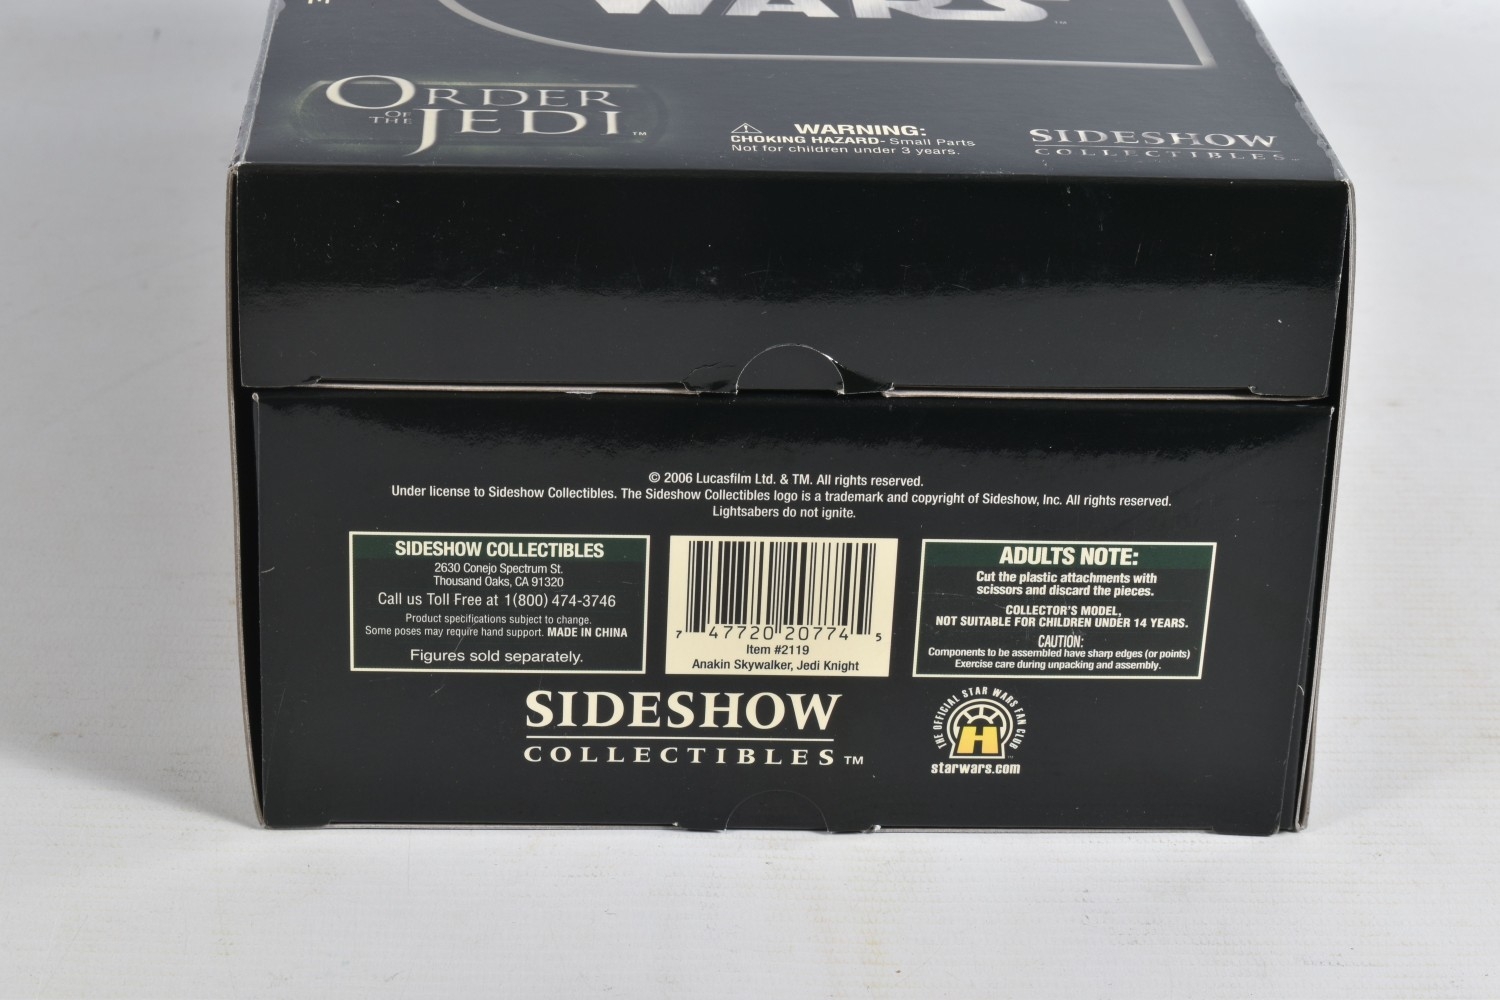 WARS
TM
ORDER
OF THE
JEDI™
WARNING:
CHOKING HAZARD- Small Parts
Not for children under 3 years.
SIDESHOW
COLLECTIBLES
© 2006 Lucasfilm Ltd. & TM. All rights reserved.
Under license to Sideshow Collectibles. The Sideshow Collectibles logo is a trademark and copyright of Sideshow, Inc. All rights reserved.
Lightsabers do not ignite.
SIDESHOW COLLECTIBLES
2630 Conejo Spectrum St.
Thousand Oaks, CA 91320
Call us Toll Free at 1(800) 474-3746
Product specifications subject to change.
Some poses may require hand support. MADE IN CHINA
Figures sold separately.
7 47720 20774 5
Item #2119
Anakin Skywalker, Jedi Knight
ADULTS NOTE:
Cut the plastic attachments with
scissors and discard the pieces.
COLLECTOR'S MODEL,
NOT SUITABLE FOR CHILDREN UNDER 14 YEARS.
CAUTION:
Components to be assembled have sharp edges (or points)
Exercise care during unpacking and assembly.
SIDESHOW
COLLECTIBLES™
THE OFFICIAL STAR WARS FAN CLUB
H
starwars.com